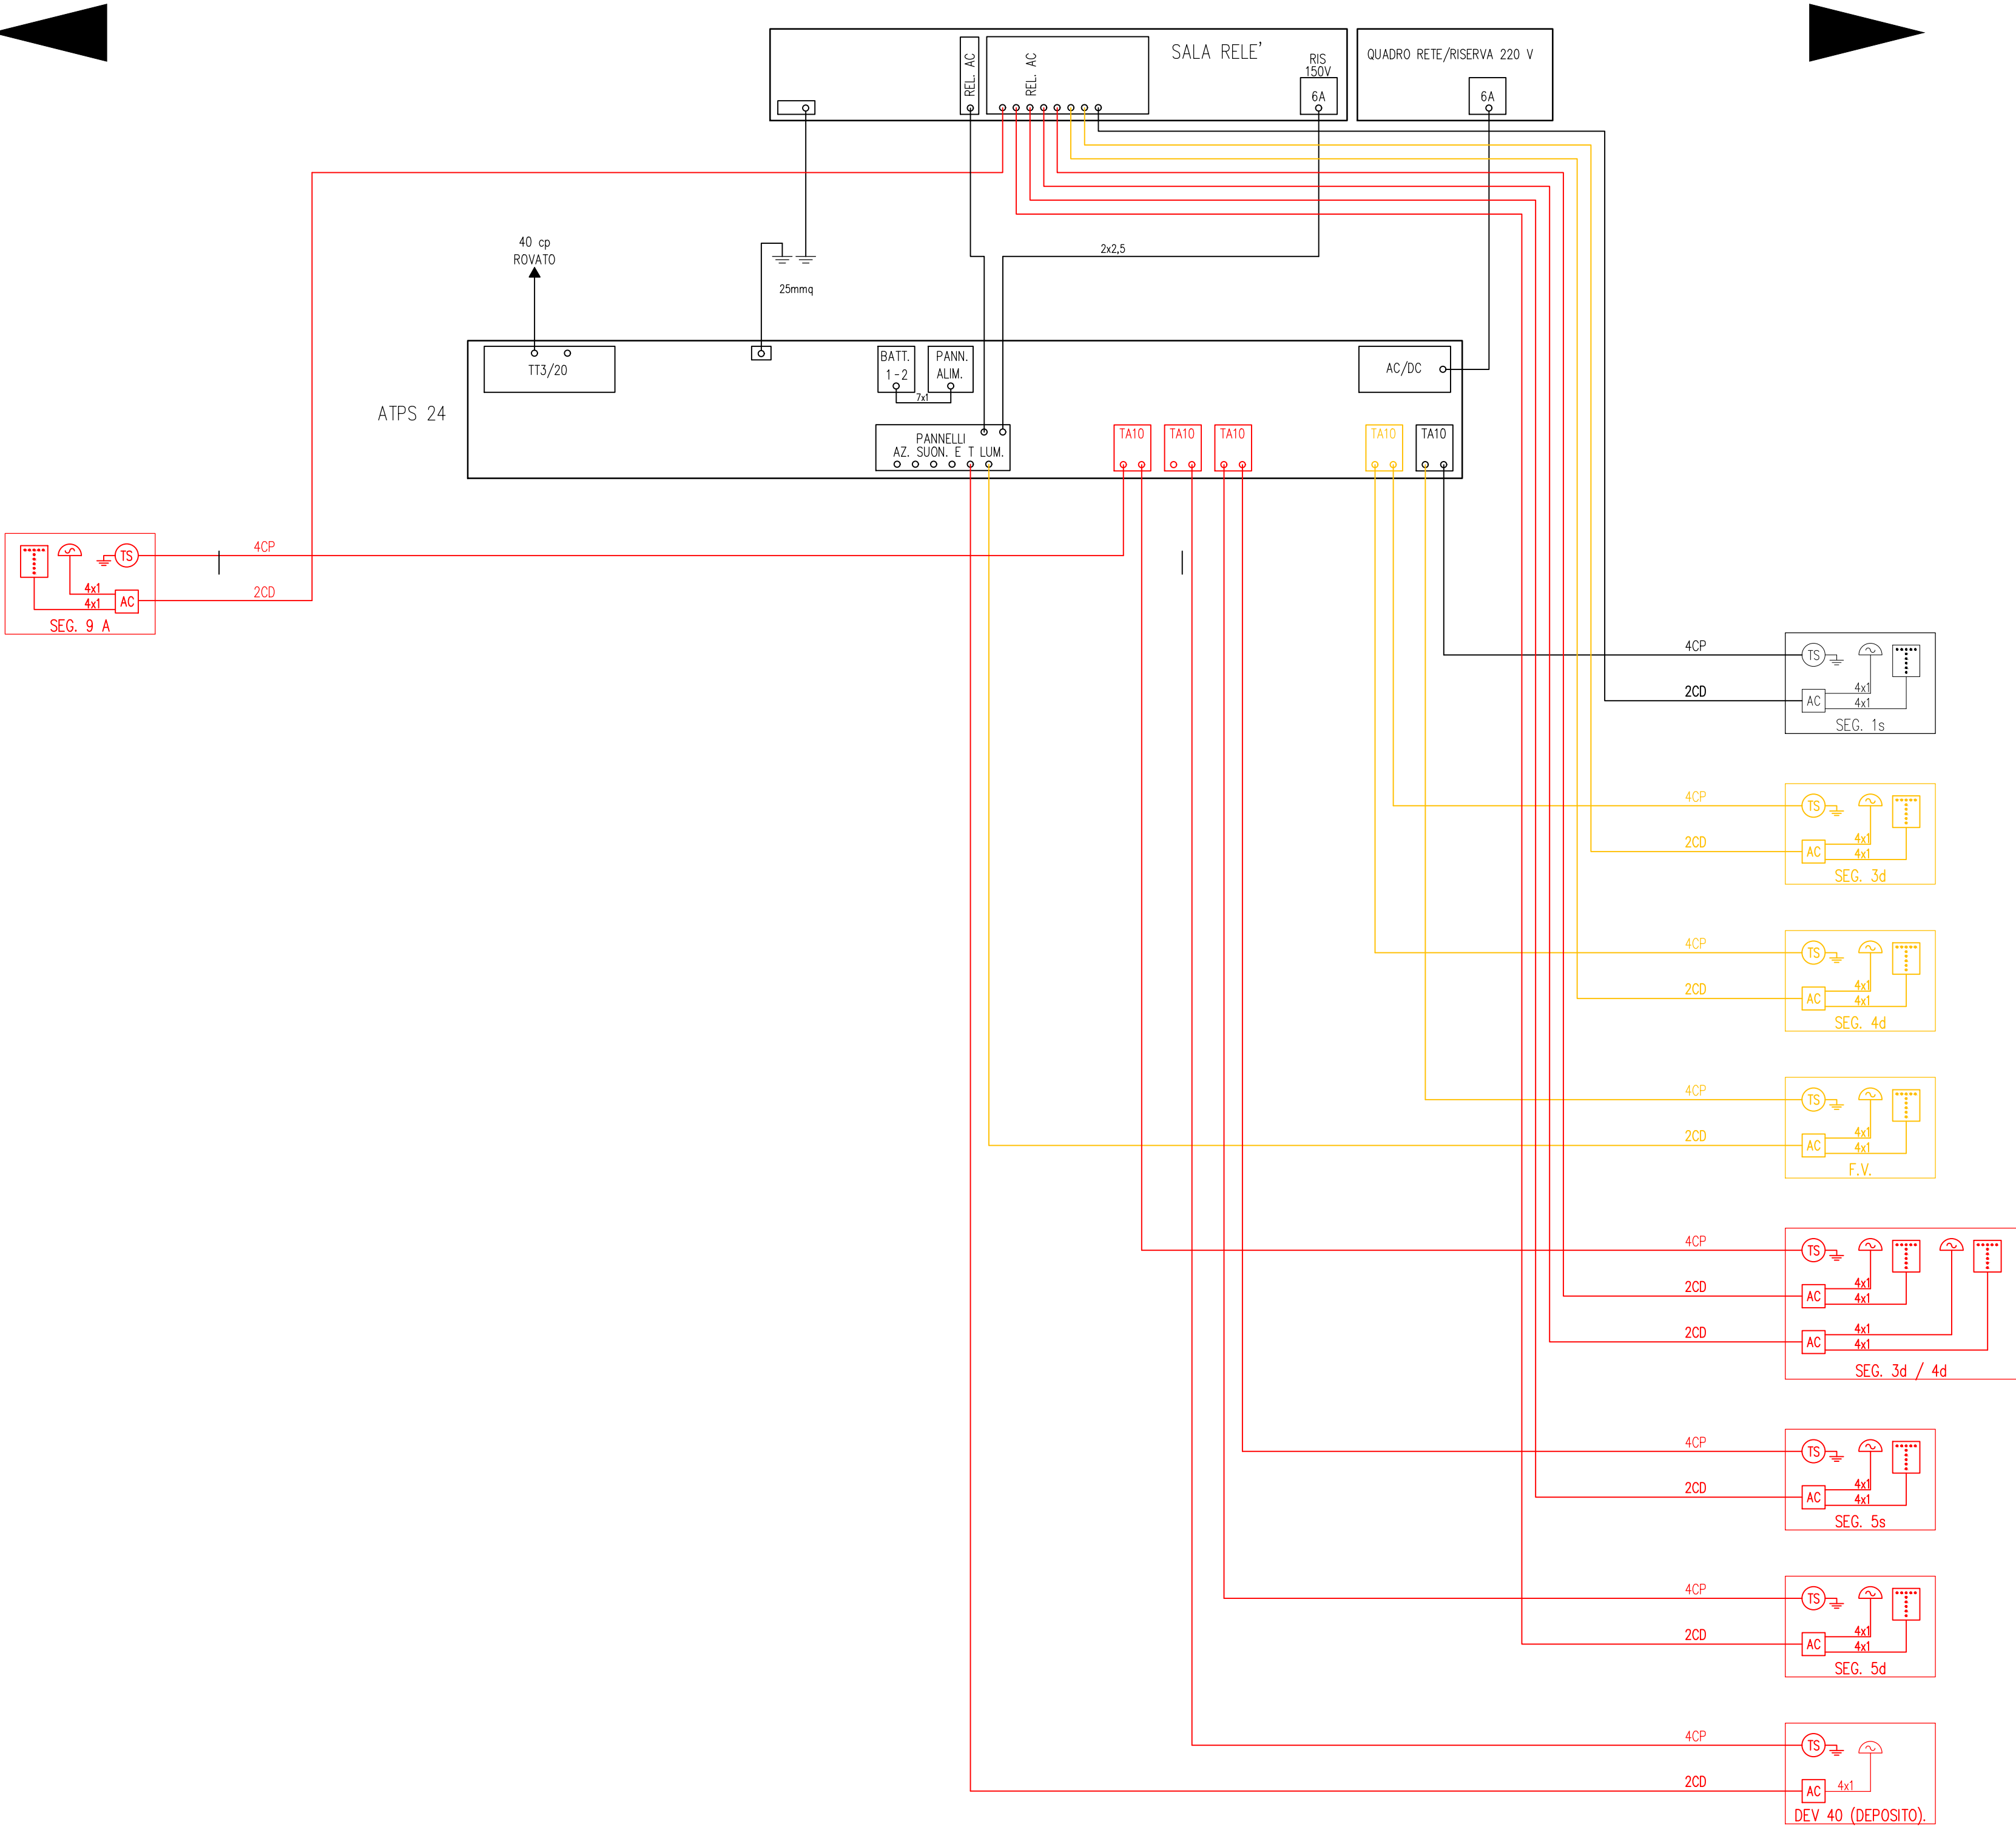 SALA RELE'
QUADRO RETE/RISERVA 220 V
REL. AC
REL. AC
RIS
150V
6A
6A
40 cp
ROVATO
2x2,5
25mmq
ATPS 24
TT3/20
BATT.
1-2
PANN.
ALIM.
7x1
AC/DC
PANNELLI
AZ. SUON. E T LUM.
TA10
TA10
TA10
TA10
TA10
4CP
TS
2CD
4x1
4x1
AC
SEG. 9 A
4CP
TS
2CD
AC
4x1
4x1
SEG. 1s
4CP
TS
2CD
AC
4x1
4x1
SEG. 3d
4CP
TS
2CD
AC
4x1
4x1
SEG. 4d
4CP
TS
2CD
AC
4x1
4x1
F.V.
4CP
TS
2CD
AC
4x1
4x1
2CD
AC
4x1
4x1
SEG. 3d / 4d
4CP
TS
2CD
AC
4x1
4x1
SEG. 5s
4CP
TS
2CD
AC
4x1
4x1
SEG. 5d
4CP
TS
2CD
AC
4x1
DEV 40 (DEPOSITO).